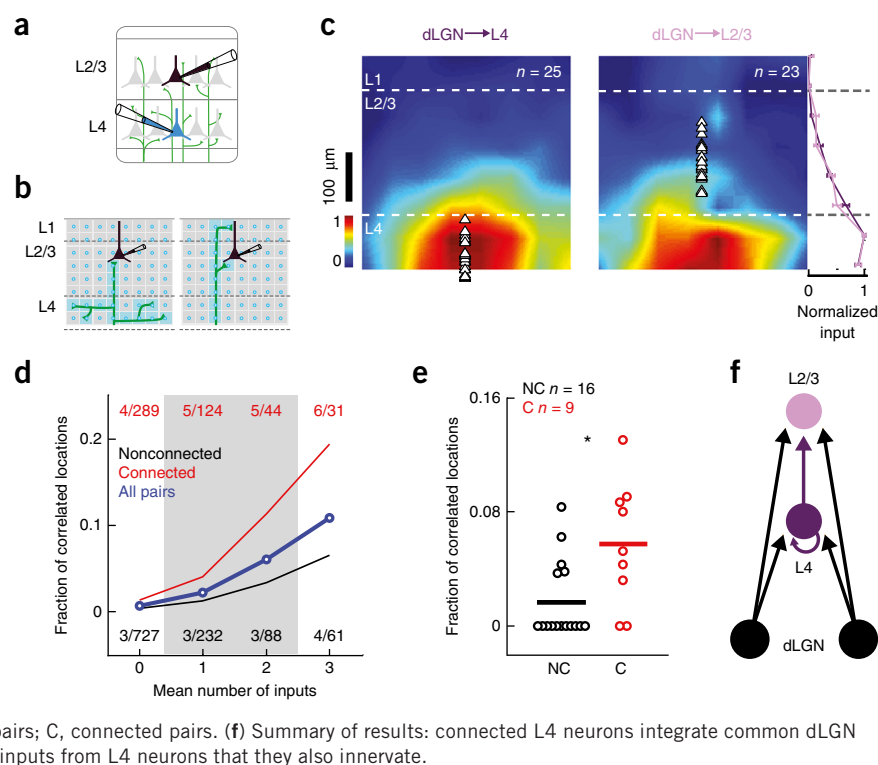 a
L2/3
L4
b
L1
L2/3
L4
c
dLGN→L4
dLGN→L2/3
n = 25
n = 23
L1
L2/3
L4
100 µm
1
0
0 1
Normalized
input
d
4/289 5/124 5/44 6/31
Nonconnected
Connected
All pairs
3/727 3/232 3/88 4/61
0.2
0.1
0
Fraction of correlated locations
0 1 2 3
Mean number of inputs
e
NC n = 16
C n = 9
*
0.16
0.08
0
Fraction of correlated locations
NC C
f
L2/3
L4
dLGN
pairs; C, connected pairs. (f) Summary of results: connected L4 neurons integrate common dLGN
inputs from L4 neurons that they also innervate.